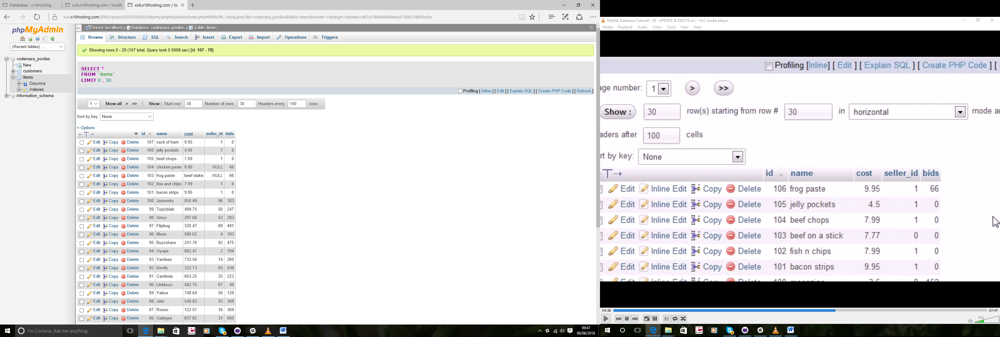 Databases - x10Hosting
xo6.x10hosting.com / localh
xo6.x10hosting.com / lo
xo6.x10hosting.com:2083/cpsess5820701020/3rdparty/phpMyAdmin/index.php#PMAURL-24:sql.php?db=codemara_povilas&table=items&server=1&target=&token=d61a1564bb0649eec8756437db00ce3a
phpMyAdmin
(Recent tables) ...
codemara_povilas
New
customers
items
Columns
Indexes
information_schema
Server: localhost » Database: codemara_povilas » Table: items
Browse Structure SQL Search Insert Export Import Operations Triggers
Showing rows 0 - 29 (107 total, Query took 0.0008 sec) [id: 107 - 78]
SELECT *
FROM `items`
LIMIT 0 , 30
Profiling [ Inline ] [ Edit ] [ Explain SQL ] [ Create PHP Code ] [ Refresh ]
1 Show all > >> Show : Start row: 30 Number of rows: 30 Headers every 100 rows
Sort by key: None
+ Options
←T→ id name cost seller_id bids
Edit Copy Delete 107 sack of ham 9.95 1 0
Edit Copy Delete 106 jelly pockets 4.50 1 0
Edit Copy Delete 105 beef chops 7.69 1 0
Edit Copy Delete 104 chicken paste 8.88 NULL 66
Edit Copy Delete 103 frog paste beef stake NULL 66
Edit Copy Delete 102 fisn and chips 7.99 1 0
Edit Copy Delete 101 bacon strips 9.95 1 0
Edit Copy Delete 100 Jaxworks 850.49 96 183
Edit Copy Delete 99 Topicblab 499.75 50 247
Edit Copy Delete 98 Ainyx 297.66 52 283
Edit Copy Delete 97 Flipbug 320.47 89 491
Edit Copy Delete 96 Muxo 580.62 4 183
Edit Copy Delete 95 Buzzshare 251.70 92 475
Edit Copy Delete 94 Oyope 882.47 2 194
Edit Copy Delete 93 Yambee 733.56 14 200
Edit Copy Delete 92 Devify 332.73 65 539
Edit Copy Delete 91 Centimia 603.25 25 223
Edit Copy Delete 90 Linkbuzz 582.75 67 49
Edit Copy Delete 89 Yabox 748.64 56 128
Edit Copy Delete 88 Jatri 548.83 55 308
Edit Copy Delete 87 Rooxo 122.51 16 369
Edit Copy Delete 86 Gabtype 837.82 31 660
I'm Cortana. Ask me anything.
09:47
06/06/2016
MySQL Database Tutorial - 28 - UPDATE & DELETE.avi - VLC media player
Media Playback Audio Video Tools View Help
Profiling [Inline] [ Edit ] [ Explain SQL ] [ Create PHP Code ] [
age number: 1 > >>
Show : 30 row(s) starting from row # 30 in horizontal mode an
aders after 100 cells
rt by key: None
T→ id name cost seller_id bids
Edit Inline Edit Copy Delete 106 frog paste 9.95 1 66
Edit Inline Edit Copy Delete 105 jelly pockets 4.5 1 0
Edit Inline Edit Copy Delete 104 beef chops 7.99 1 0
Edit Inline Edit Copy Delete 103 beef on a stick 7.77 0 0
Edit Inline Edit Copy Delete 102 fish n chips 7.99 1 0
Edit Inline Edit Copy Delete 101 bacon strips 9.95 1 0
04:38
07:47
77%